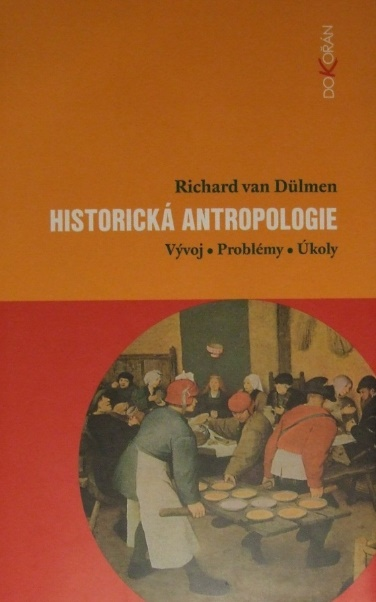 DOKOŘÁN
Richard van Dülmen
HISTORICKÁ ANTROPOLOGIE
Vývoj • Problémy • Úkoly